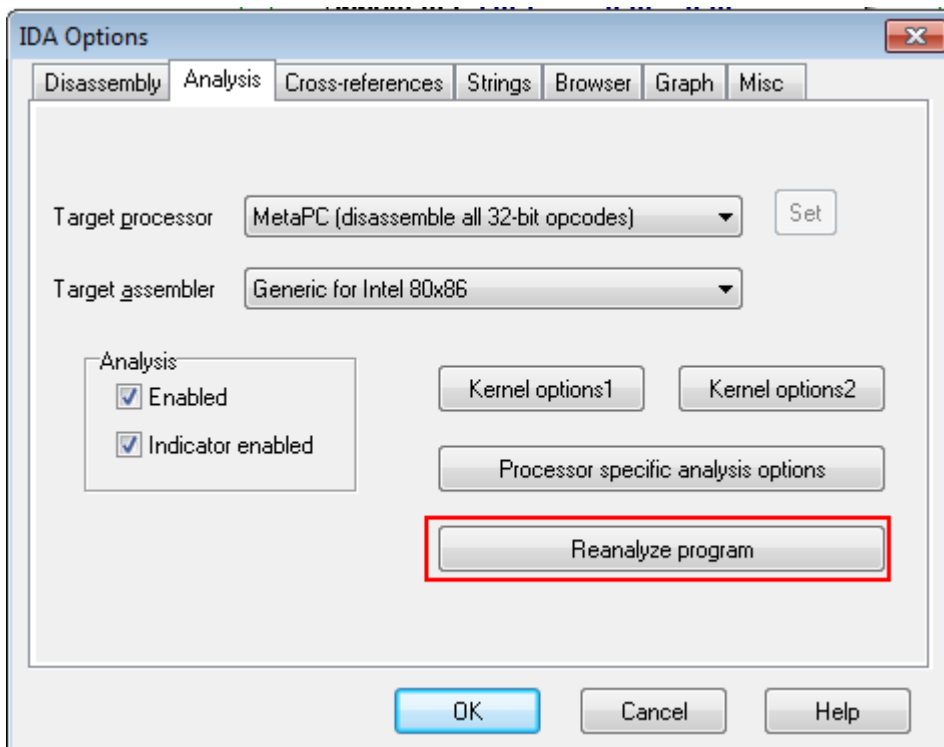 IDA Options
Disassembly Analysis Cross-references Strings Browser Graph Misc
Target processor MetaPC (disassemble all 32-bit opcodes) Set
Target assembler Generic for Intel 80x86
Analysis
Enabled
Indicator enabled
Kernel options1 Kernel options2
Processor specific analysis options
Reanalyze program
OK Cancel Help